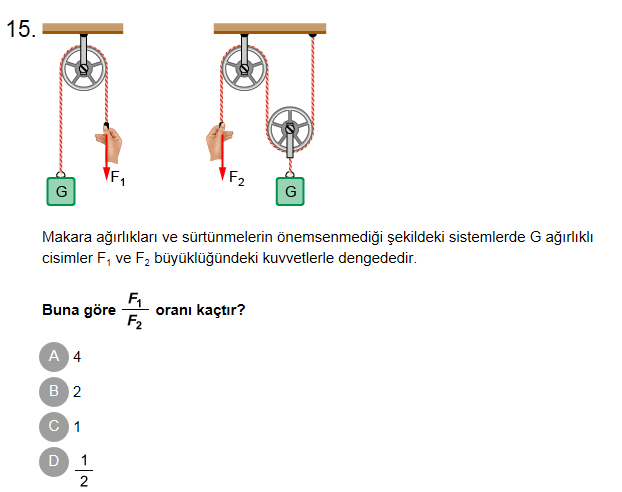 15.
F1
F2
G
G
Makara ağırlıkları ve sürtünmelerin önemsenmediği şekildeki sistemlerde G ağırlıklı
cisimler F1 ve F2 büyüklüğündeki kuvvetlerle dengededir.
Buna göre F1/F2 oranı kaçtır?
A 4
B 2
C 1
D 1/2